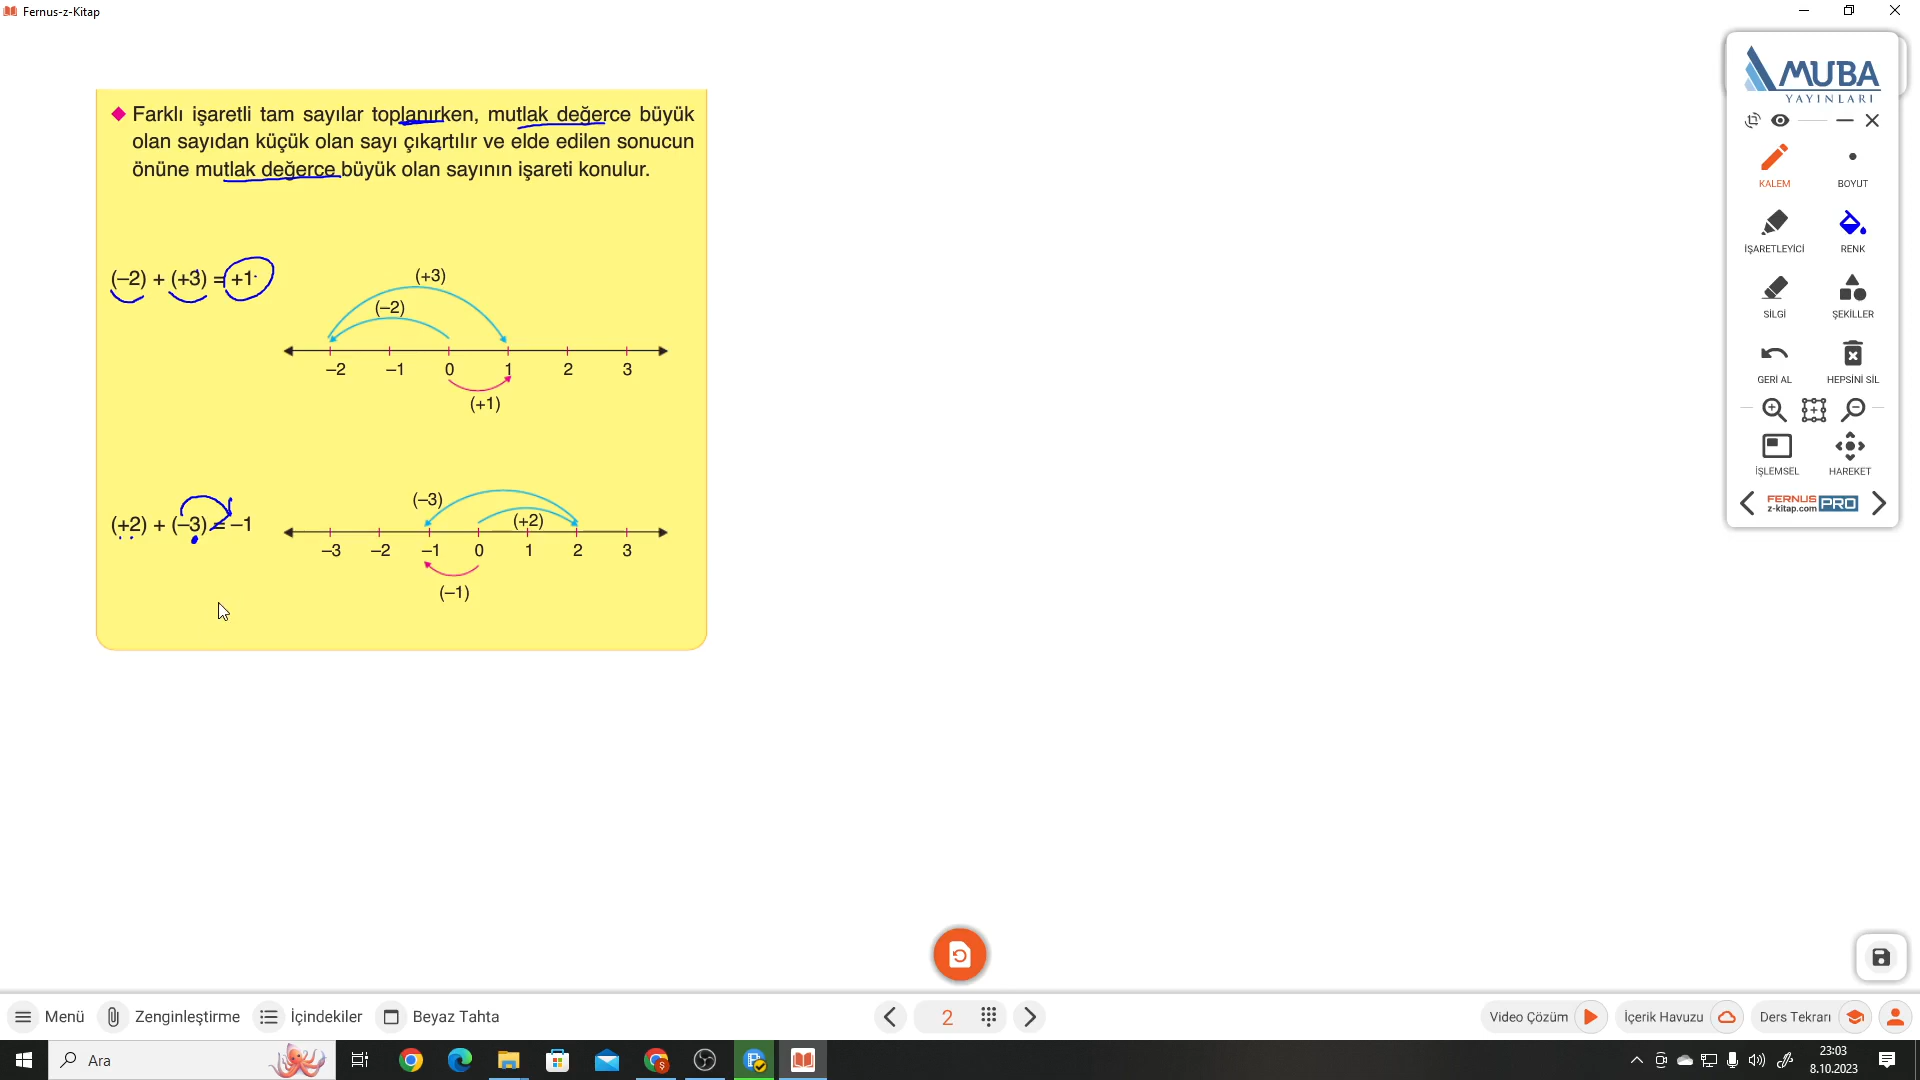 Fernus-z-Kitap
◆ Farklı işaretli tam sayılar toplanırken, mutlak değerce büyük
olan sayıdan küçük olan sayı çıkartılır ve elde edilen sonucun
önüne mutlak değerce büyük olan sayının işareti konulur.
(–2) + (+3) = +1
(+3)
(–2)
–2 –1 0 1 2 3
(+1)
(+2) + (–3) = –1
(–3)
(+2)
–3 –2 –1 0 1 2 3
(–1)
MUBA
YAYINLARI
KALEM BOYUT
İŞARETLEYİCİ RENK
SİLGİ ŞEKİLLER
GERİ AL HEPSİNİ SİL
İŞLEMSEL HAREKET
FERNUS
z-kitap.com PRO
Menü Zenginleştirme İçindekiler Beyaz Tahta 2 Video Çözüm İçerik Havuzu Ders Tekrarı
Ara
23:03
8.10.2023